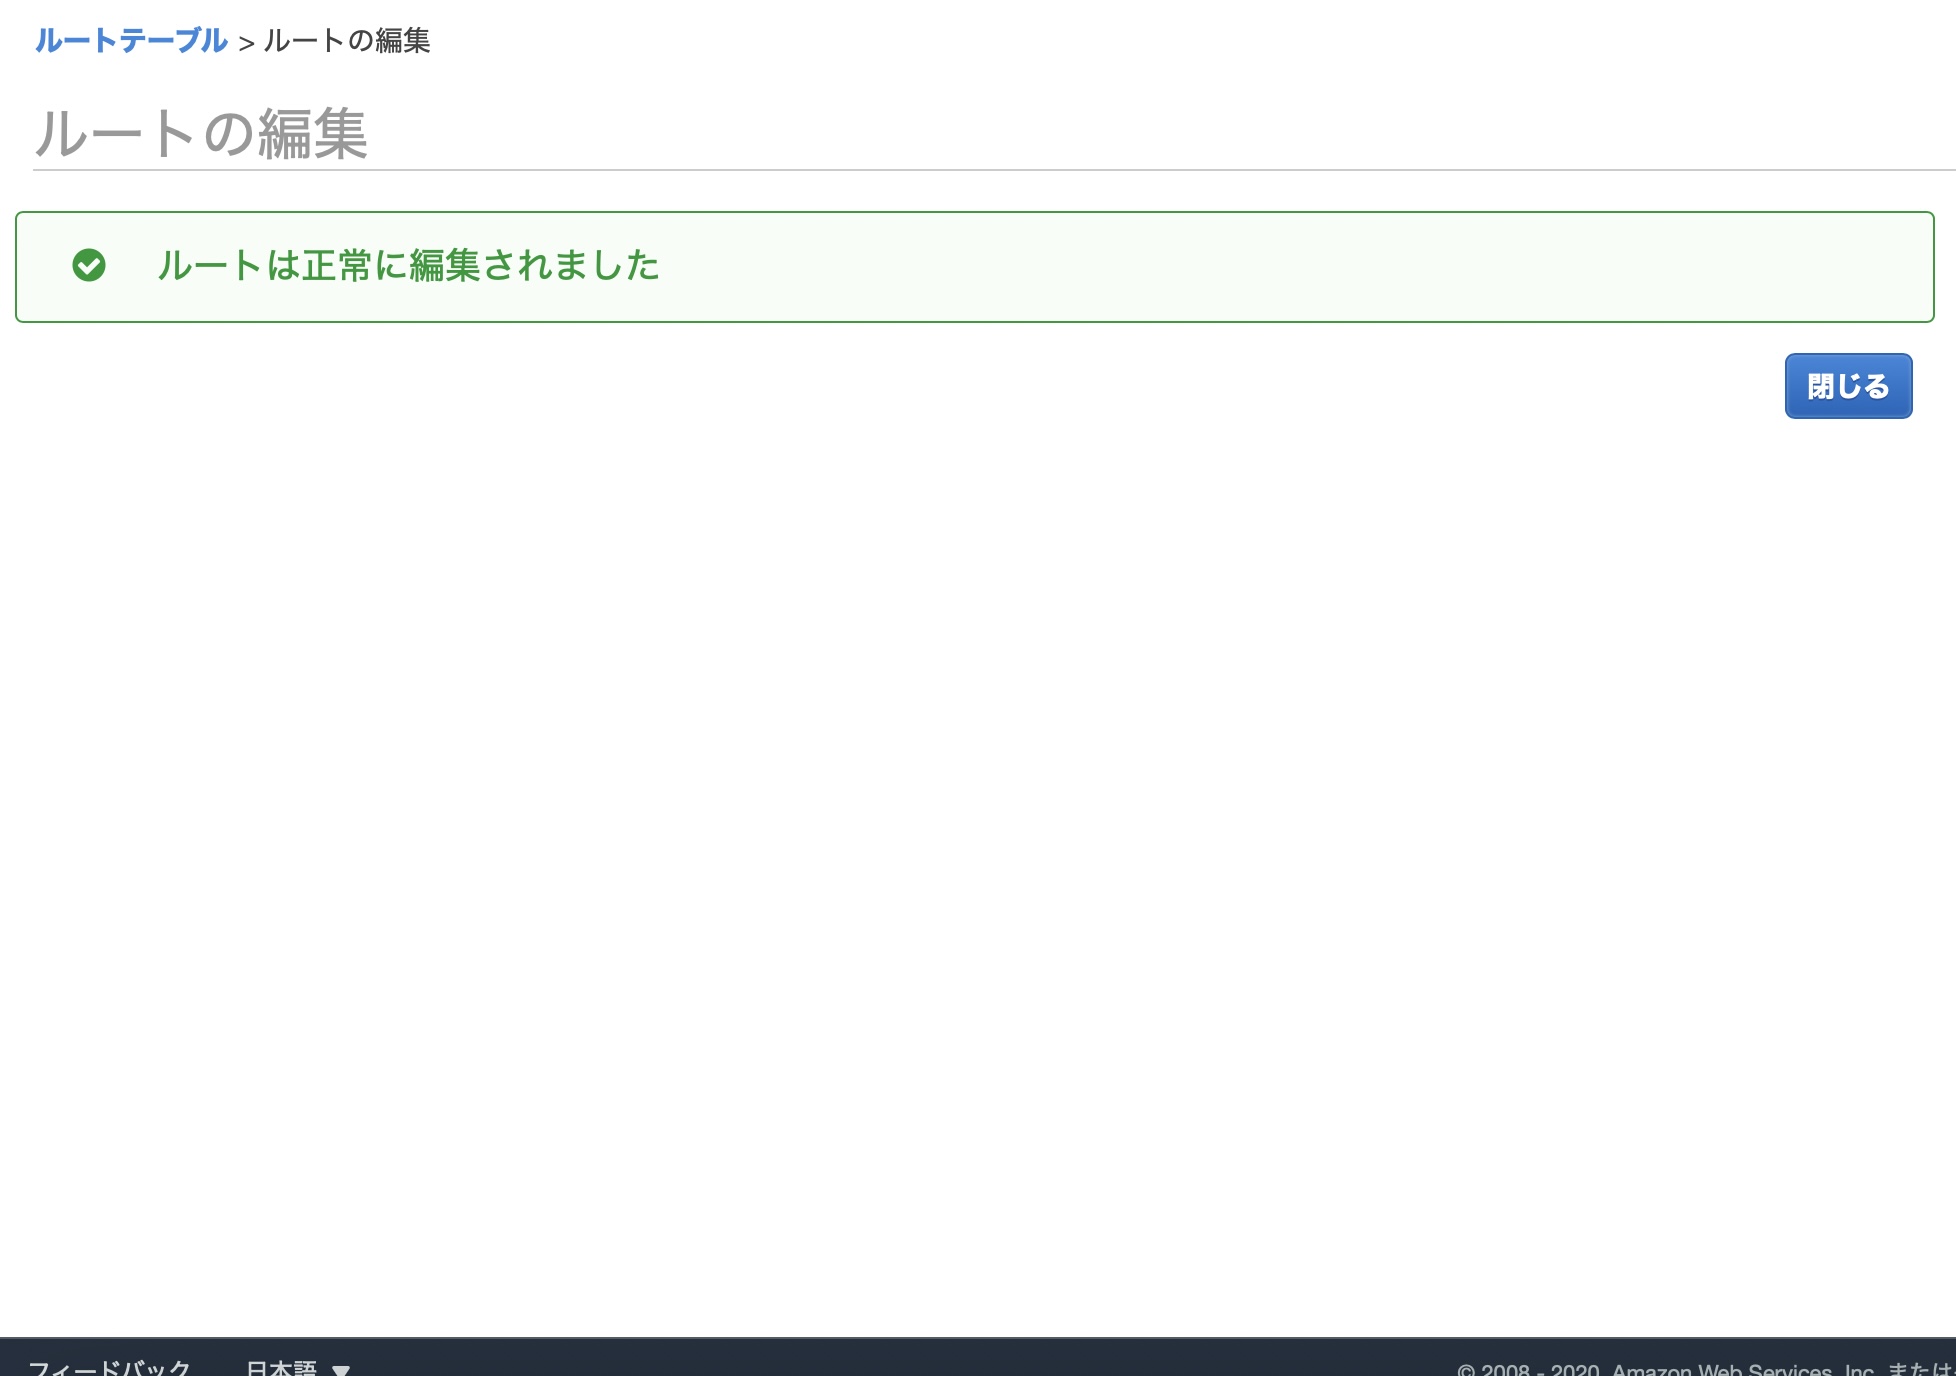 ルートテーブル > ルートの編集
ルートの編集
ルートは正常に編集されました
閉じる
フィードバック 日本語
© 2008 - 2020, Amazon Web Services, Inc. または